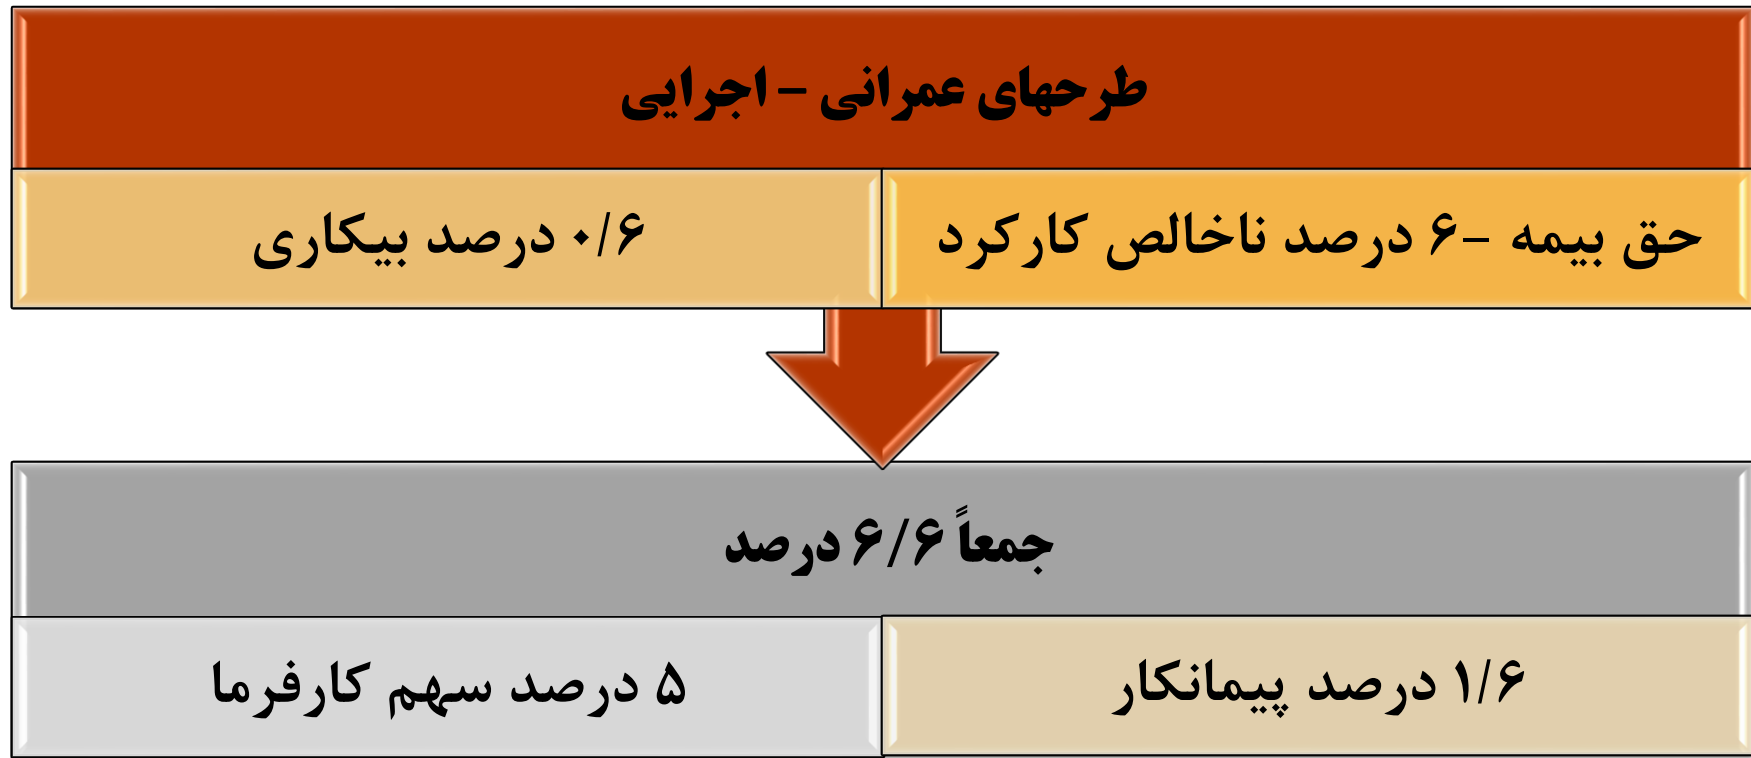 طرحهای عمرانی - اجرایی
حق بیمه -۶ درصد ناخالص کارکرد
۰/۶ درصد بیکاری
جمعاً ۶/۶ درصد
۱/۶ درصد پیمانکار
۵ درصد سهم کارفرما